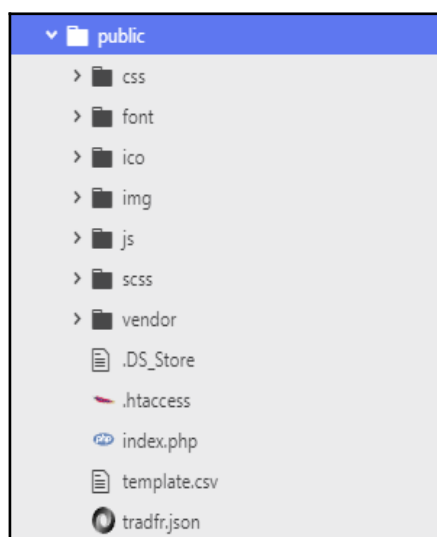 public
css
font
ico
img
js
scss
vendor
.DS_Store
.htaccess
index.php
template.csv
tradfr.json